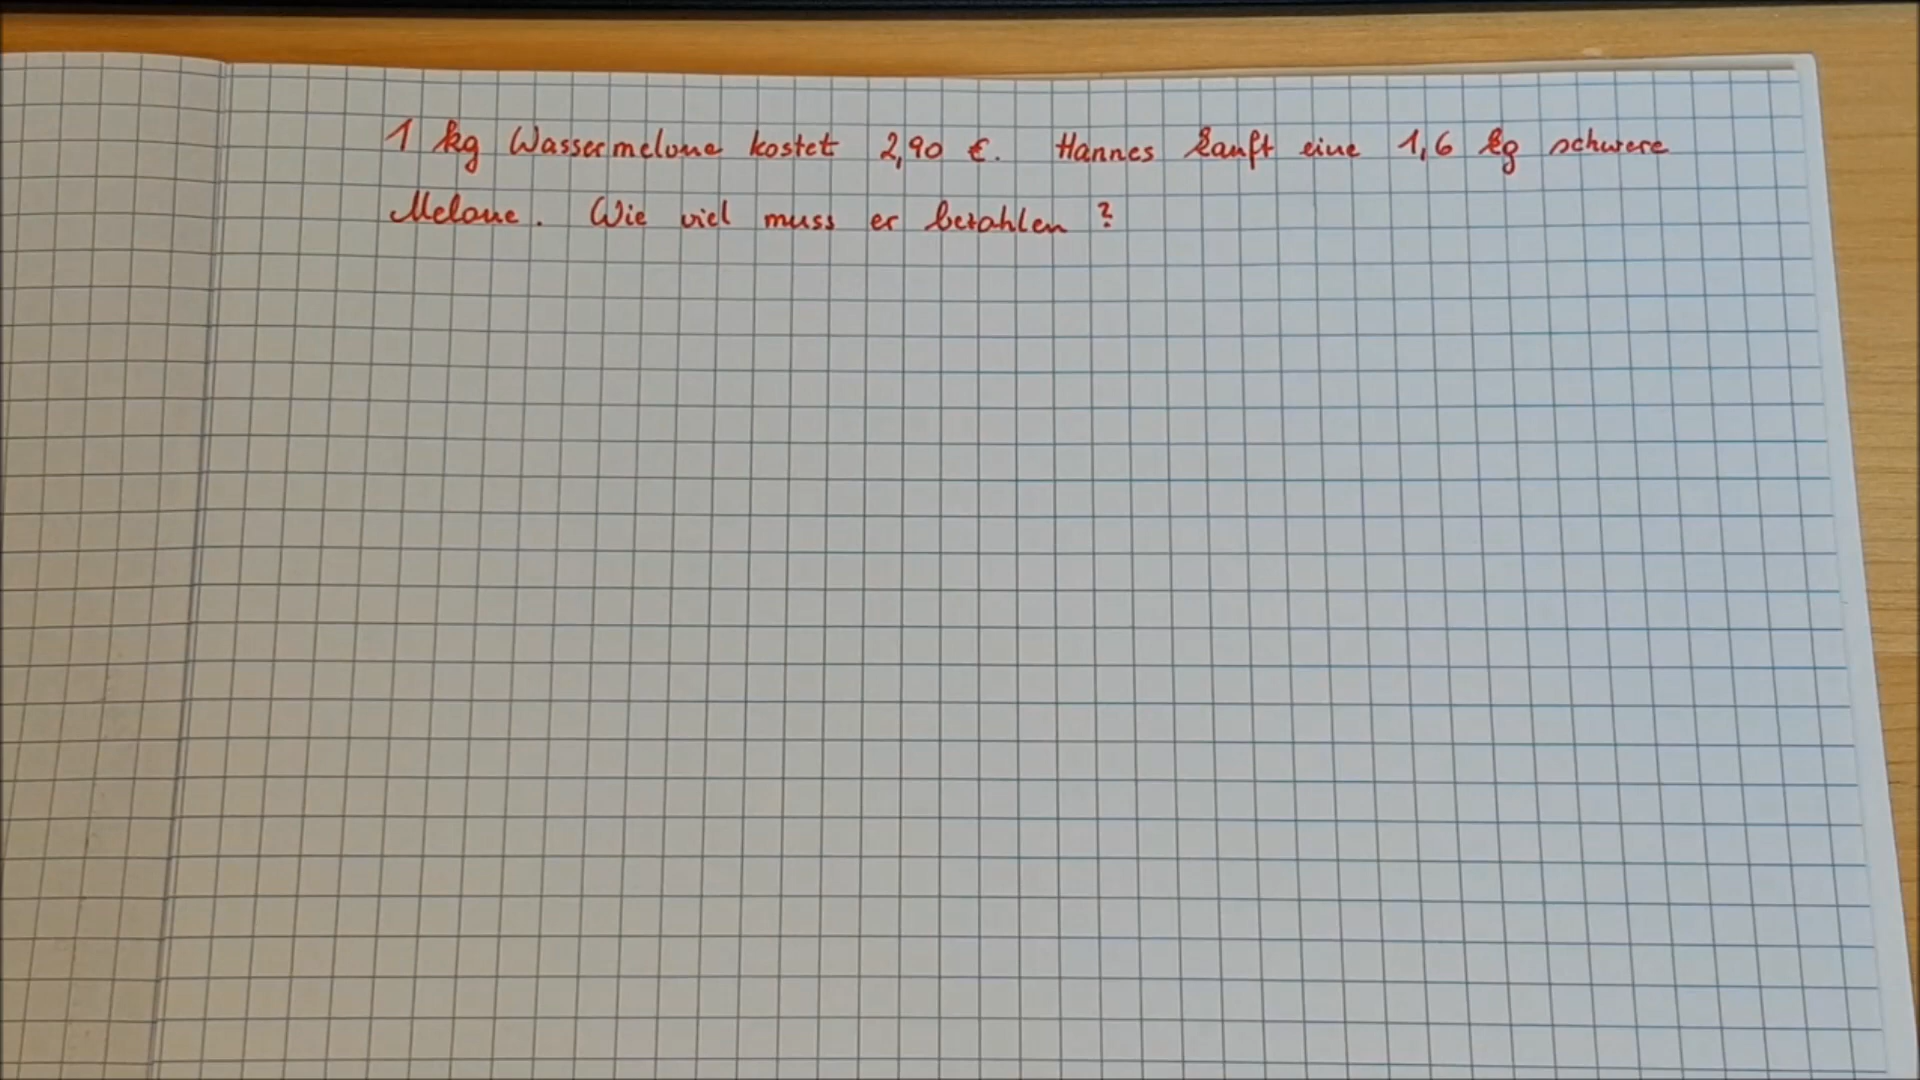 1 kg Wassermelone kostet 2,90 €. Hannes kauft eine 1,6 kg schwere
Melone. Wie viel muss er bezahlen?